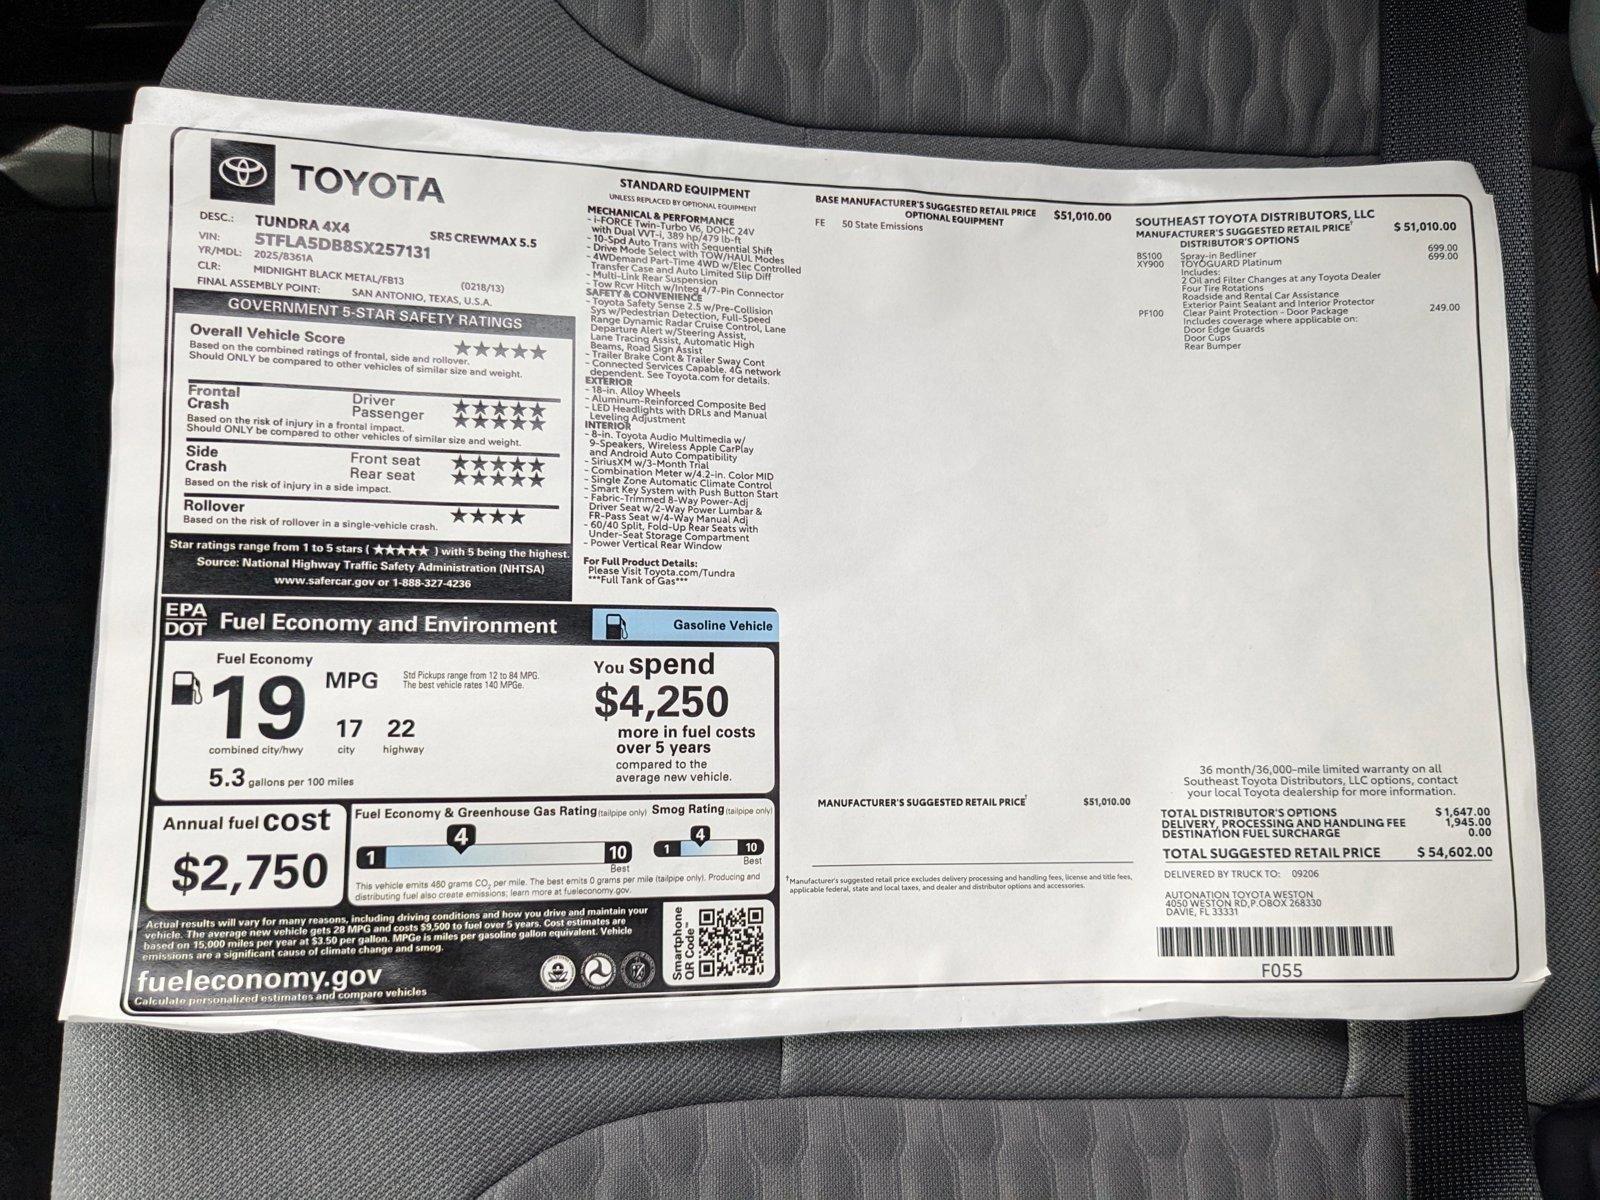 TOYOTA
DESC.: TUNDRA 4X4 SR5 CREWMAX 5.5
VIN: 5TFLA5DB8SX257131
YR/MDL: 2025/8361A
CLR: MIDNIGHT BLACK METAL/FB13 (0218/13)
FINAL ASSEMBLY POINT: SAN ANTONIO, TEXAS, U.S.A.
GOVERNMENT 5-STAR SAFETY RATINGS
Overall Vehicle Score ★★★★★
Based on the combined ratings of frontal, side and rollover.
Should ONLY be compared to other vehicles of similar size and weight.
Frontal Driver ★★★★★
Crash Passenger ★★★★★
Based on the risk of injury in a frontal impact.
Should ONLY be compared to other vehicles of similar size and weight.
Side Front seat ★★★★★
Crash Rear seat ★★★★★
Based on the risk of injury in a side impact.
Rollover ★★★★
Based on the risk of rollover in a single-vehicle crash.
Star ratings range from 1 to 5 stars (★★★★★) with 5 being the highest.
Source: National Highway Traffic Safety Administration (NHTSA)
www.safercar.gov or 1-888-327-4236
STANDARD EQUIPMENT
UNLESS REPLACED BY OPTIONAL EQUIPMENT
MECHANICAL & PERFORMANCE
- i-FORCE Twin-Turbo V6, DOHC 24V
with Dual VVT-i, 389 hp/479 lb-ft
- 10-Spd Auto Trans with Sequential Shift
- Drive Mode Select with TOW/HAUL Modes
- 4WDemand Part-Time 4WD w/Elec Controlled
Transfer Case and Auto Limited Slip Diff
- Multi-Link Rear Suspension
- Tow Rcvr Hitch w/Integ 4/7-Pin Connector
SAFETY & CONVENIENCE
- Toyota Safety Sense 2.5 w/Pre-Collision
Sys w/Pedestrian Detection, Full-Speed
Range Dynamic Radar Cruise Control, Lane
Departure Alert w/Steering Assist,
Lane Tracing Assist, Automatic High
Beams, Road Sign Assist
- Trailer Brake Cont & Trailer Sway Cont
- Connected Services Capable. 4G network
dependent. See Toyota.com for details.
EXTERIOR
- 18-in. Alloy Wheels
- Aluminum-Reinforced Composite Bed
- LED Headlights with DRLs and Manual
Leveling Adjustment
INTERIOR
- 8-in. Toyota Audio Multimedia w/
9-Speakers, Wireless Apple CarPlay
and Android Auto Compatibility
- SiriusXM w/3-Month Trial
- Combination Meter w/4.2-in. Color MID
- Single Zone Automatic Climate Control
- Smart Key System with Push Button Start
- Fabric-Trimmed 8-Way Power-Adj
Driver Seat w/2-Way Power Lumbar &
FR-Pass Seat w/4-Way Manual Adj
- 60/40 Split, Fold-Up Rear Seats with
Under-Seat Storage Compartment
- Power Vertical Rear Window
For Full Product Details:
Please Visit Toyota.com/Tundra
***Full Tank of Gas***
EPA
DOT
Fuel Economy and Environment
Gasoline Vehicle
Fuel Economy
19 MPG
combined city/hwy
17 22
city highway
Std Pickups range from 12 to 84 MPG.
The best vehicle rates 140 MPGe.
5.3 gallons per 100 miles
You spend
$4,250
more in fuel costs
over 5 years
compared to the
average new vehicle.
Annual fuel cost
$2,750
Fuel Economy & Greenhouse Gas Rating (tailpipe only)
1 4 10
Best
Smog Rating (tailpipe only)
1 4 10
Best
This vehicle emits 460 grams CO2 per mile. The best emits 0 grams per mile (tailpipe only). Producing and
distributing fuel also create emissions; learn more at fueleconomy.gov.
Actual results will vary for many reasons, including driving conditions and how you drive and maintain your
vehicle. The average new vehicle gets 28 MPG and costs $9,500 to fuel over 5 years. Cost estimates are
based on 15,000 miles per year at $3.50 per gallon. MPGe is miles per gasoline gallon equivalent. Vehicle
emissions are a significant cause of climate change and smog.
fueleconomy.gov
Calculate personalized estimates and compare vehicles
Smartphone
QR Code™
BASE MANUFACTURER'S SUGGESTED RETAIL PRICE $51,010.00
OPTIONAL EQUIPMENT
FE 50 State Emissions
MANUFACTURER'S SUGGESTED RETAIL PRICE† $51,010.00
†Manufacturer's suggested retail price excludes delivery processing and handling fees, license and title fees,
applicable federal, state and local taxes, and dealer and distributor options and accessories.
SOUTHEAST TOYOTA DISTRIBUTORS, LLC
MANUFACTURER'S SUGGESTED RETAIL PRICE† $ 51,010.00
DISTRIBUTOR'S OPTIONS
BS100 Spray-in Bedliner 699.00
XY900 TOYOGUARD Platinum 699.00
Includes:
2 Oil and Filter Changes at any Toyota Dealer
Four Tire Rotations
Roadside and Rental Car Assistance
Exterior Paint Sealant and Interior Protector
PF100 Clear Paint Protection - Door Package 249.00
Includes coverage where applicable on:
Door Edge Guards
Door Cups
Rear Bumper
36 month/36,000-mile limited warranty on all
Southeast Toyota Distributors, LLC options, contact
your local Toyota dealership for more information.
TOTAL DISTRIBUTOR'S OPTIONS $ 1,647.00
DELIVERY, PROCESSING AND HANDLING FEE 1,945.00
DESTINATION FUEL SURCHARGE 0.00
TOTAL SUGGESTED RETAIL PRICE $ 54,602.00
DELIVERED BY TRUCK TO: 09206
AUTONATION TOYOTA WESTON
4050 WESTON RD,P.OBOX 268330
DAVIE, FL 33331
F055